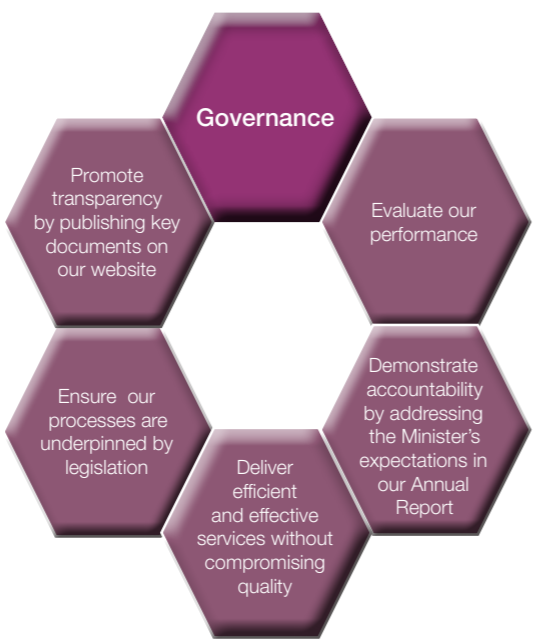 Governance
Evaluate our
performance
Demonstrate
accountability
by addressing
the Minister's
expectations in
our Annual
Report
Deliver
efficient
and effective
services without
compromising
quality
Ensure our
processes are
underpinned by
legislation
Promote
transparency
by publishing key
documents on
our website